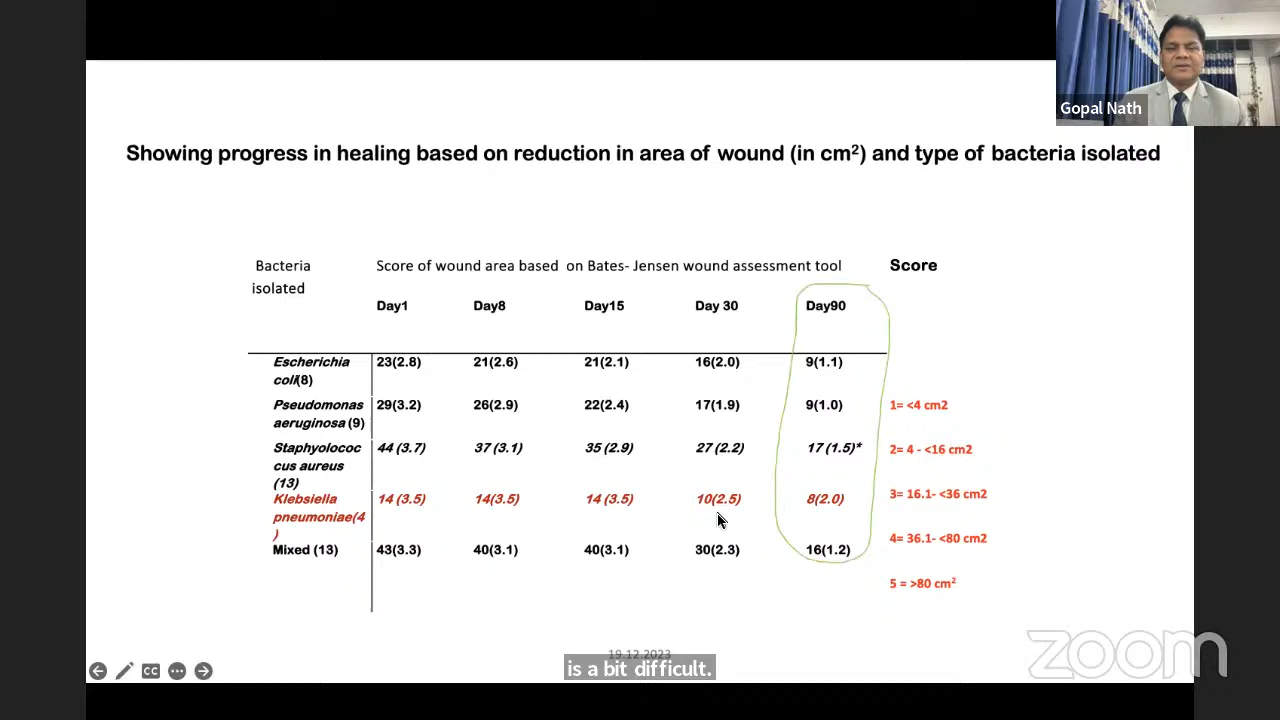 Gopal Nath
Showing progress in healing based on reduction in area of wound (in cm²) and type of bacteria isolated
Bacteria isolated Score of wound area based on Bates- Jensen wound assessment tool Score
Day1 Day8 Day15 Day 30 Day90
Escherichia coli(8) 23(2.8) 21(2.6) 21(2.1) 16(2.0) 9(1.1)
Pseudomonas aeruginosa (9) 29(3.2) 26(2.9) 22(2.4) 17(1.9) 9(1.0) 1= <4 cm2
Staphyolococcus aureus (13) 44 (3.7) 37 (3.1) 35 (2.9) 27 (2.2) 17 (1.5)* 2= 4 - <16 cm2
Klebsiella pneumoniae(4) 14 (3.5) 14(3.5) 14 (3.5) 10(2.5) 8(2.0) 3= 16.1- <36 cm2
4= 36.1- <80 cm2
Mixed (13) 43(3.3) 40(3.1) 40(3.1) 30(2.3) 16(1.2)
5 = >80 cm²
19.12.2023
is a bit difficult.
CC
zoom